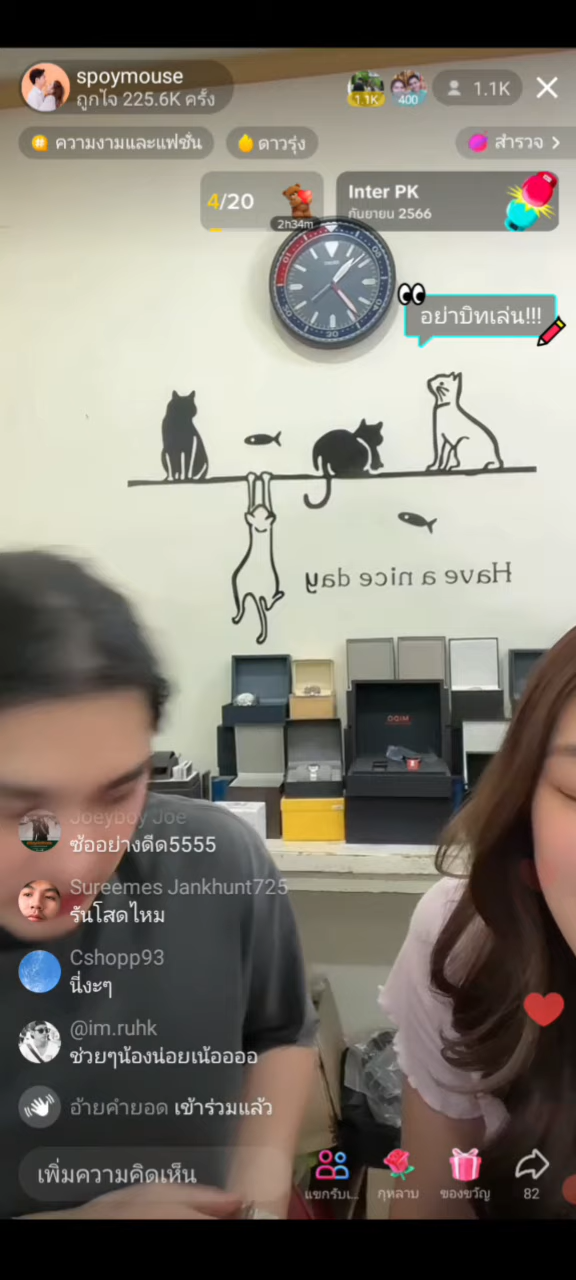 spoymouse
ถูกใจ 225.6K ครั้ง
1.1K
400
1.1K
ความงามและแฟชั่น
ดาวรุ่ง
สำรวจ >
4/20
2h34m
Inter PK
กันยายน 2566
อย่าบิทเล่น!!!
Have a nice day
MIDO
Joeyboy Joe
ซัออย่างดีด5555
Sureemes Jankhunt725
รันโสดไหม
Cshopp93
นี่งะๆ
@im.ruhk
ช่วยๆน้องน่อยเน้ออออ
อ้ายคำยอด เข้าร่วมแล้ว
เพิ่มความคิดเห็น
แขกรับเ...
กุหลาบ
ของขวัญ
82